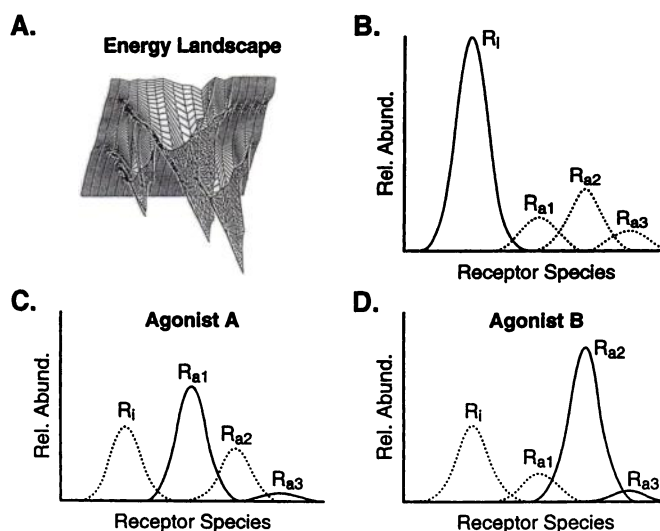 A.
Energy Landscape
B.
Ri
Ra1
Ra2
Ra3
Rel. Abund.
Receptor Species
C.
Agonist A
Ri
Ra1
Ra2
Ra3
Rel. Abund.
Receptor Species
D.
Agonist B
Ri
Ra1
Ra2
Ra3
Rel. Abund.
Receptor Species